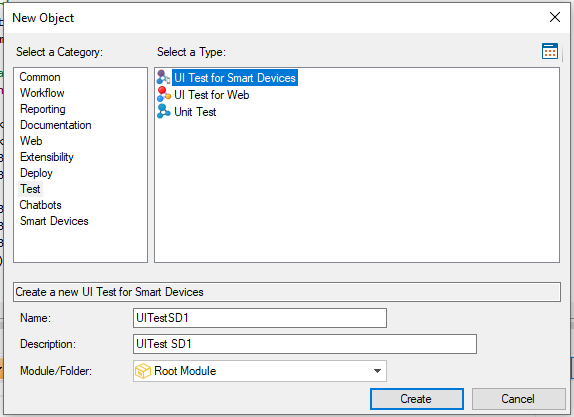 New Object
Select a Category:
Select a Type:
Common
Workflow
Reporting
Documentation
Web
Extensibility
Deploy
Test
Chatbots
Smart Devices
UI Test for Smart Devices
UI Test for Web
Unit Test
Create a new UI Test for Smart Devices
Name:
UITestSD1
Description:
UITest SD1
Module/Folder:
Root Module
Create
Cancel